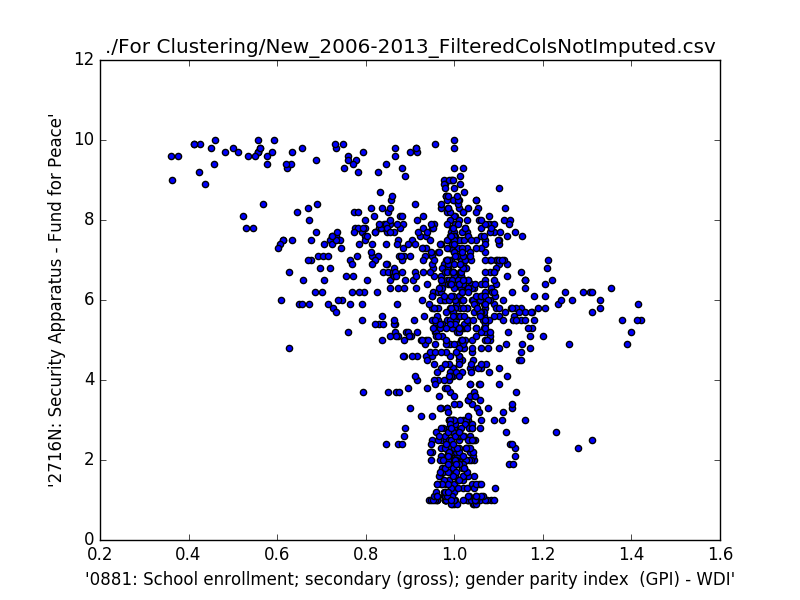 ./For Clustering/New_2006-2013_FilteredColsNotImputed.csv
12
10
8
6
4
2
0
'2716N: Security Apparatus - Fund for Peace'
0.2 0.4 0.6 0.8 1.0 1.2 1.4 1.6
'0881: School enrollment; secondary (gross); gender parity index  (GPI) - WDI'